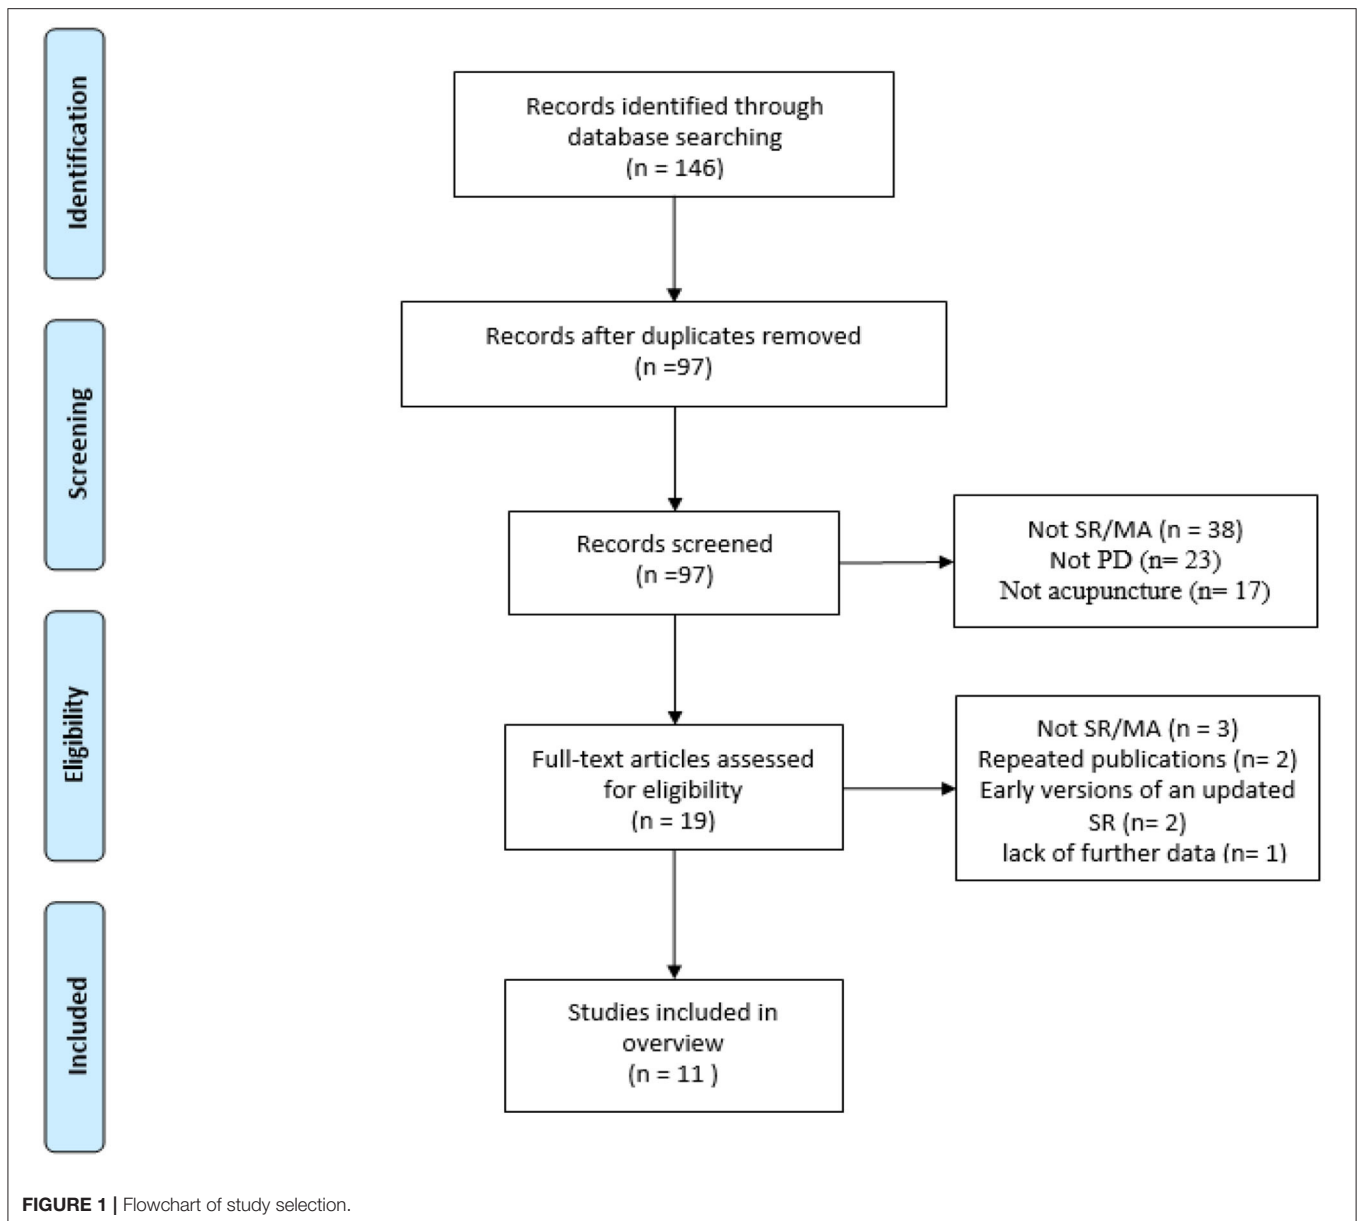 Identification
Records identified through
database searching
(n = 146)
Screening
Records after duplicates removed
(n =97)
Records screened
(n =97)
Not SR/MA (n = 38)
Not PD (n= 23)
Not acupuncture (n= 17)
Eligibility
Full-text articles assessed
for eligibility
(n = 19)
Not SR/MA (n = 3)
Repeated publications (n= 2)
Early versions of an updated
SR (n= 2)
lack of further data (n= 1)
Included
Studies included in
overview
(n = 11 )
FIGURE 1 | Flowchart of study selection.